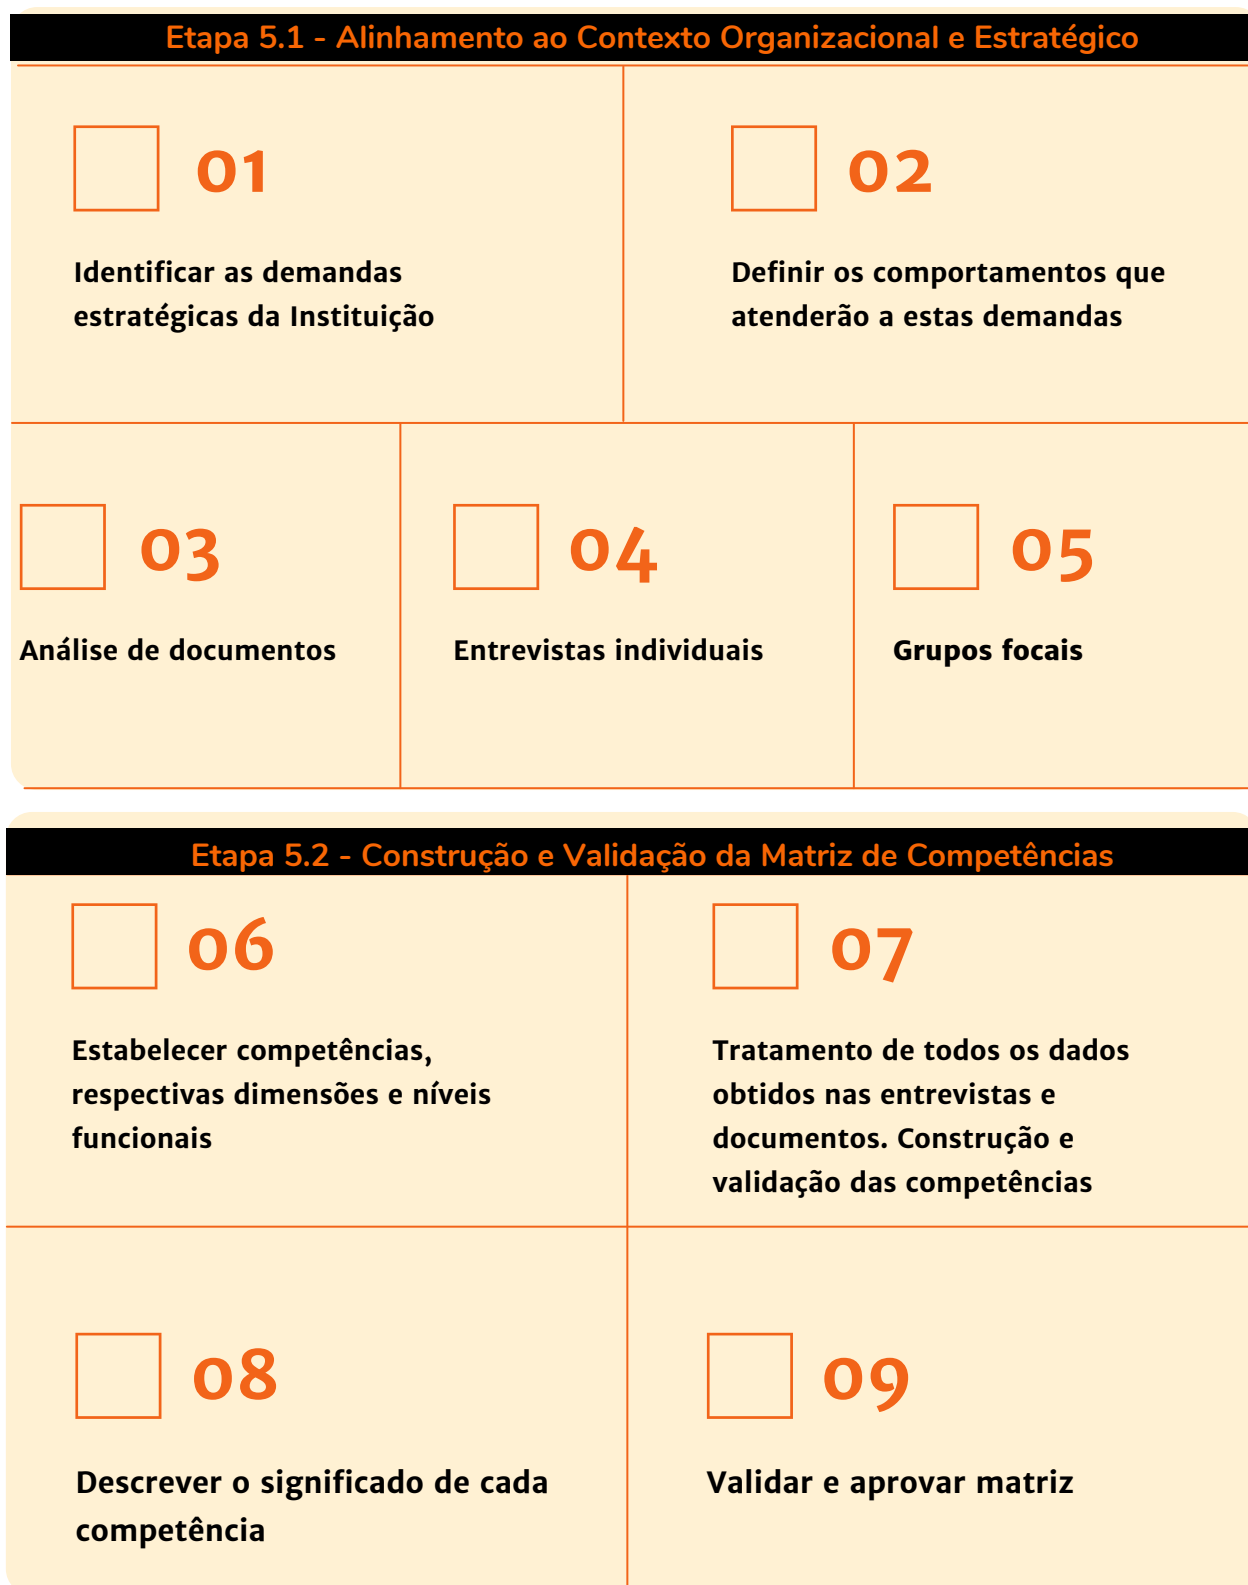 Etapa 5.1 - Alinhamento ao Contexto Organizacional e Estratégico
01
Identificar as demandas
estratégicas da Instituição
02
Definir os comportamentos que
atenderão a estas demandas
03
Análise de documentos
04
Entrevistas individuais
05
Grupos focais
Etapa 5.2 - Construção e Validação da Matriz de Competências
06
Estabelecer competências,
respectivas dimensões e níveis
funcionais
07
Tratamento de todos os dados
obtidos nas entrevistas e
documentos. Construção e
validação das competências
08
Descrever o significado de cada
competência
09
Validar e aprovar matriz